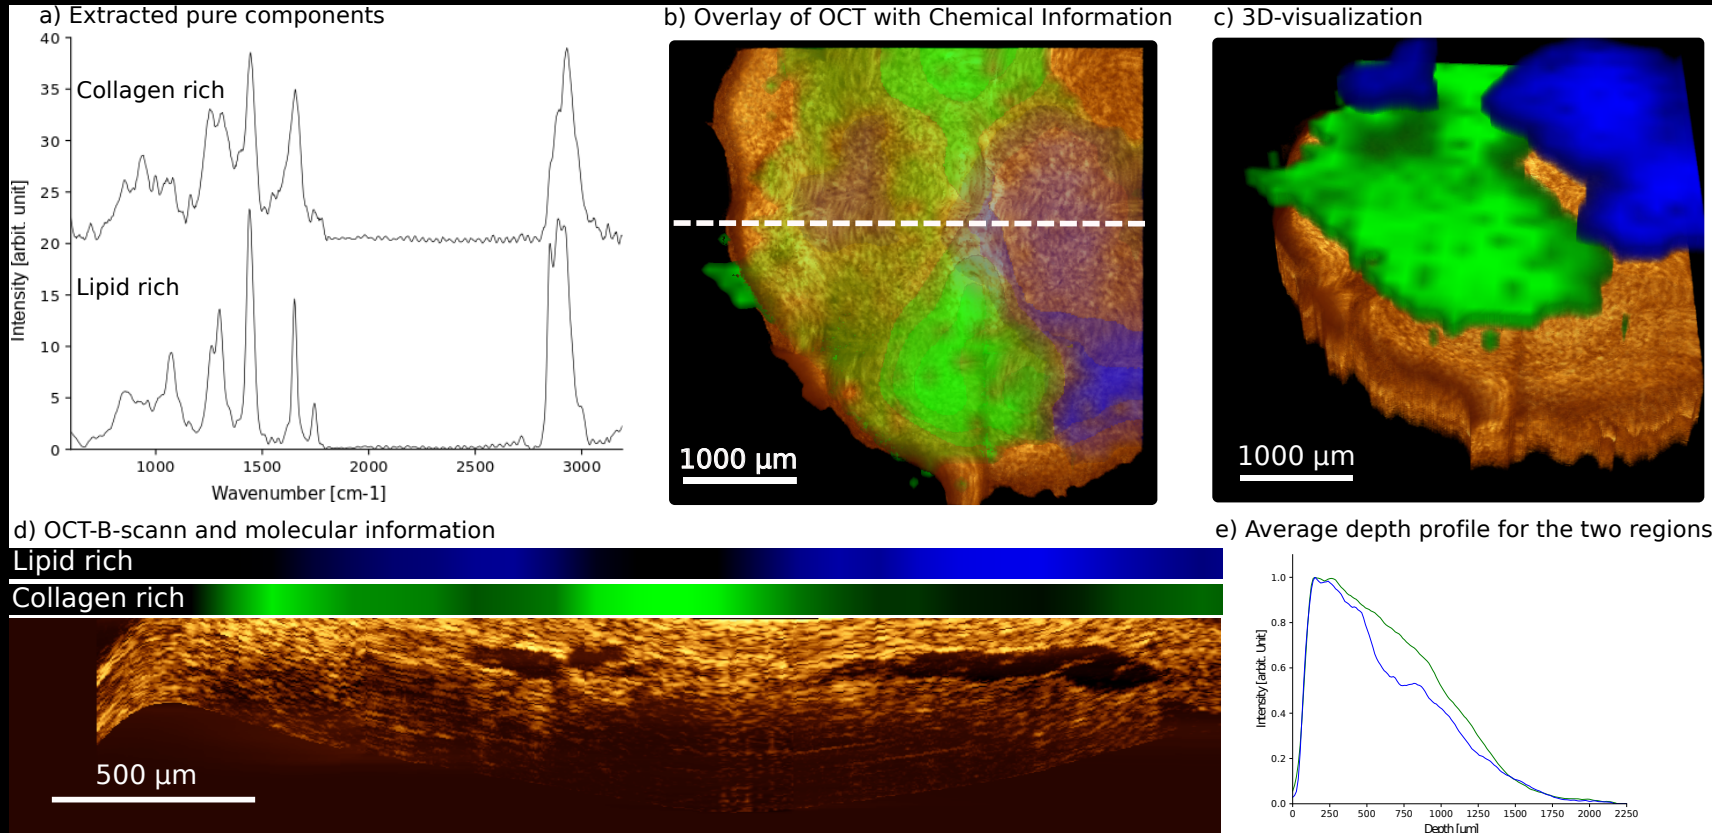 a) Extracted pure components
40
35
30
25
20
15
10
5
0
Intensity [arbit. unit]
Collagen rich
Lipid rich
1000 1500 2000 2500 3000
Wavenumber [cm-1]
b) Overlay of OCT with Chemical Information
1000 µm
c) 3D-visualization
1000 µm
d) OCT-B-scann and molecular information
Lipid rich
Collagen rich
500 µm
e) Average depth profile for the two regions
1.0
0.8
0.6
0.4
0.2
0.0
Intensity [arbit. Unit]
0 250 500 750 1000 1250 1500 1750 2000 2250
Depth [µm]